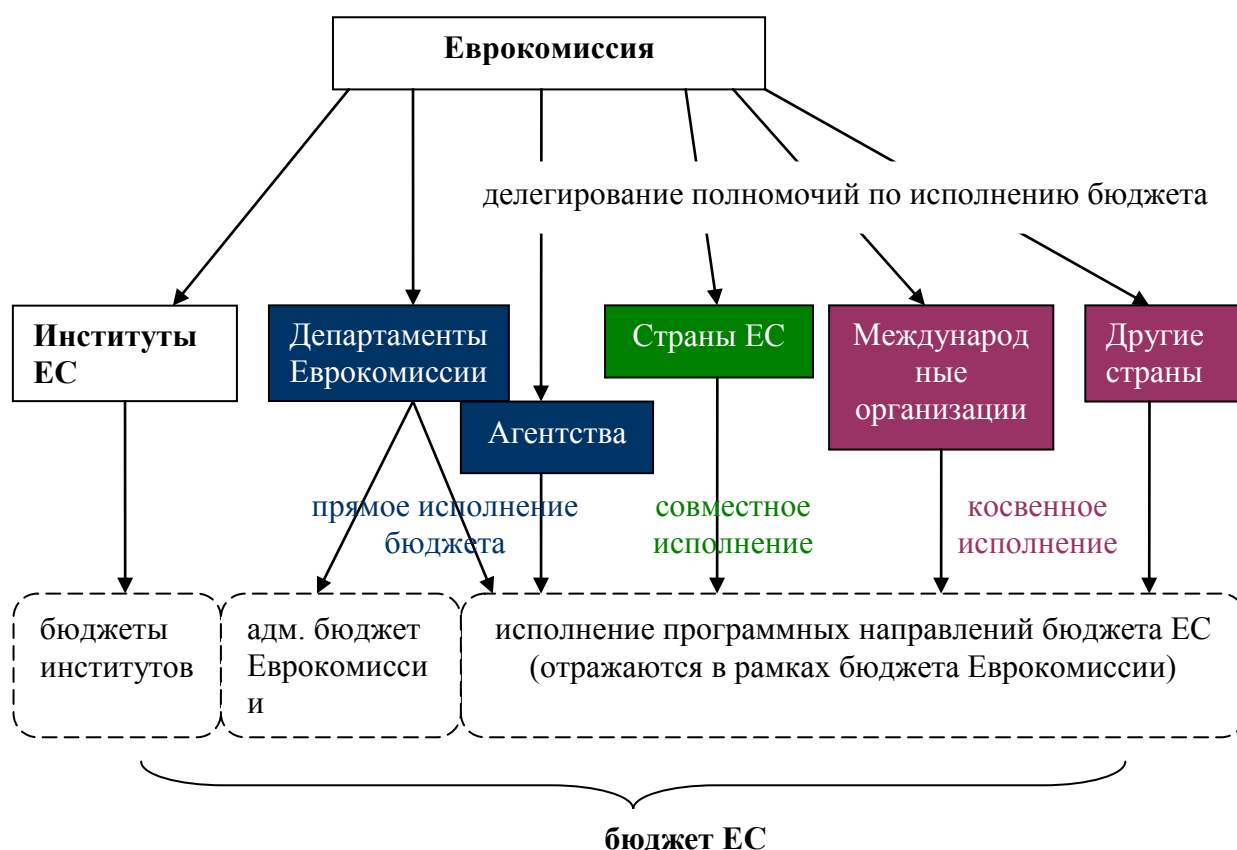 Еврокомиссия
делегирование полномочий по исполнению бюджета
Институты
ЕС
Департаменты
Еврокомиссии
Агентства
Страны ЕС
Международ
ные
организации
Другие
страны
прямое исполнение
бюджета
совместное
исполнение
косвенное
исполнение
бюджеты
институтов
адм. бюджет
Еврокомисси
и
исполнение программных направлений бюджета ЕС
(отражаются в рамках бюджета Еврокомиссии)
бюджет ЕС